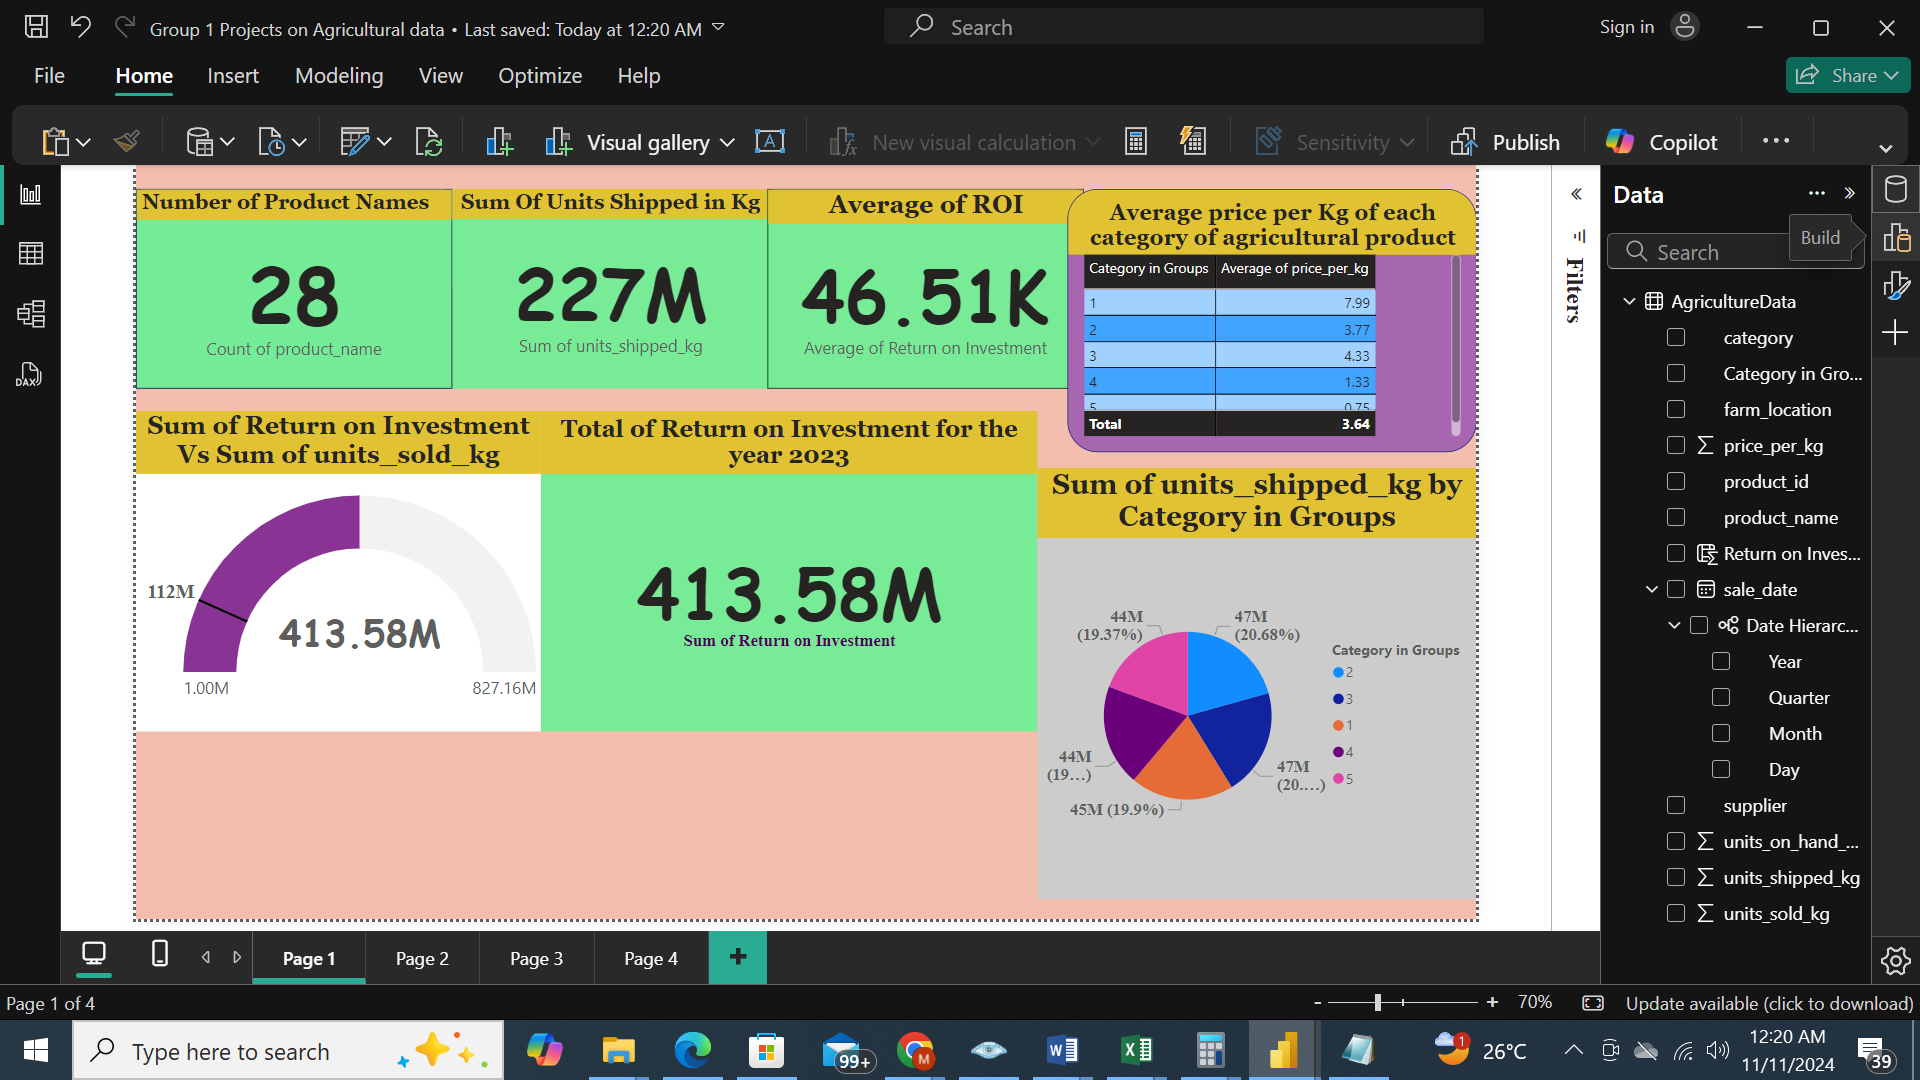 Group 1 Projects on Agricultural data • Last saved: Today at 12:20 AM
Search
Sign in
File
Home
Insert
Modeling
View
Optimize
Help
Share
Visual gallery
New visual calculation
Sensitivity
Publish
Copilot
Number of Product Names
28
Count of product_name
Sum Of Units Shipped in Kg
227M
Sum of units_shipped_kg
Average of ROI
46.51K
Average of Return on Investment
Average price per Kg of each
category of agricultural product
Category in Groups Average of price_per_kg
1 7.99
2 3.77
3 4.33
4 1.33
5 0.75
Total 3.64
Sum of Return on Investment
Vs Sum of units_sold_kg
112M
413.58M
1.00M
827.16M
Total of Return on Investment for the
year 2023
413.58M
Sum of Return on Investment
Sum of units_shipped_kg by
Category in Groups
44M
(19.37%)
47M
(20.68%)
44M
(19...)
47M
(20....)
45M (19.9%)
Category in Groups
2
3
1
4
5
Filters
Data
Search
Build
AgricultureData
category
Category in Gro...
farm_location
price_per_kg
product_id
product_name
Return on Inves...
sale_date
Date Hierarc...
Year
Quarter
Month
Day
supplier
units_on_hand_...
units_shipped_kg
units_sold_kg
DAX
Page 1
Page 2
Page 3
Page 4
Page 1 of 4
- + 70%
Update available (click to download)
Type here to search
99+
M
1
26°C
12:20 AM
11/11/2024
39